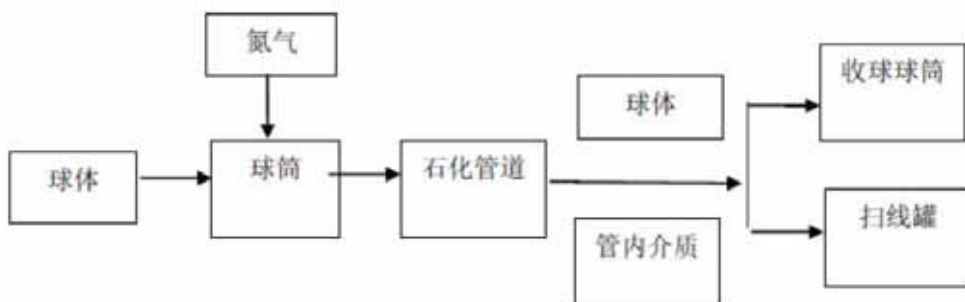 氮气
球体
球筒
石化管道
球体
管内介质
收球球筒
扫线罐